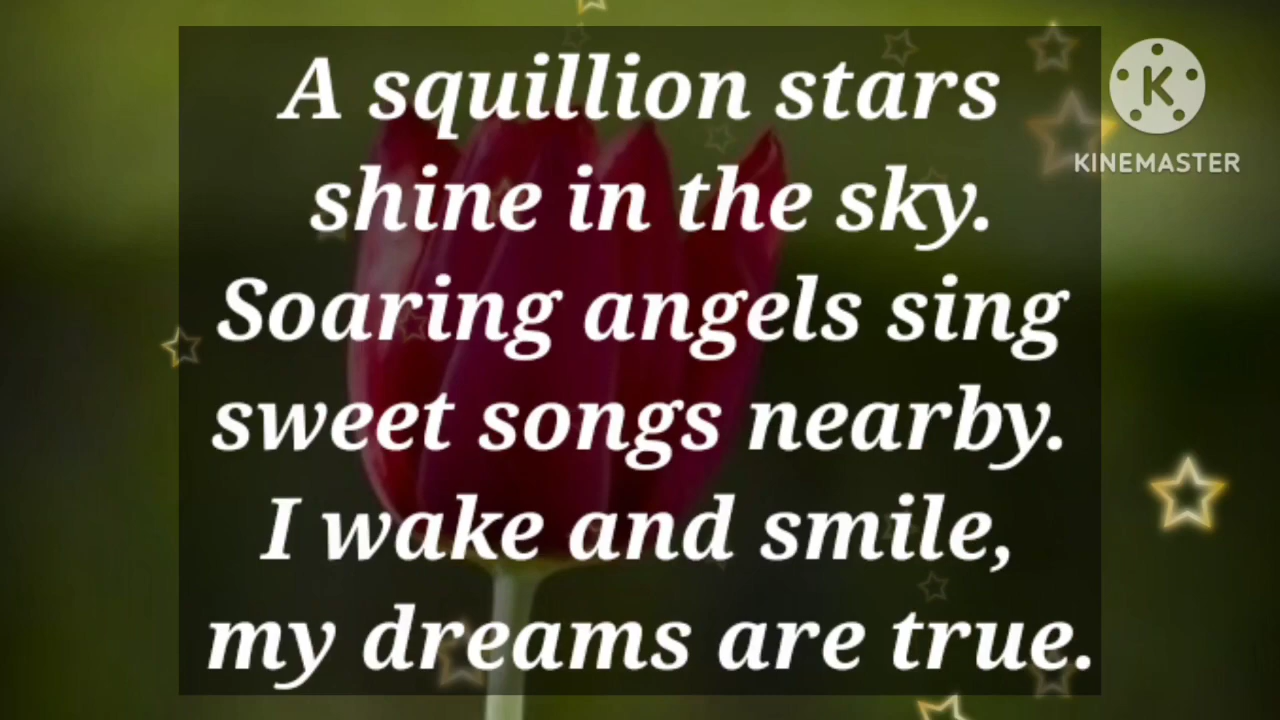 A squillion stars
shine in the sky.
Soaring angels sing
sweet songs nearby.
I wake and smile,
my dreams are true.
K
KINEMASTER